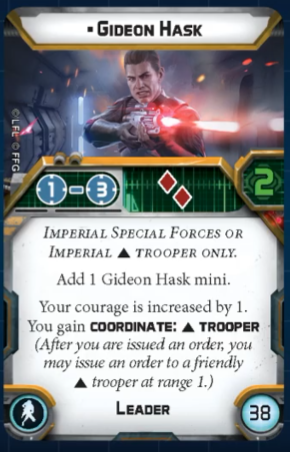 ▪ GIDEON HASK
© LFL © FFG
1 - 3
2
IMPERIAL SPECIAL FORCES OR
IMPERIAL ▲ TROOPER ONLY.
Add 1 Gideon Hask mini.
Your courage is increased by 1.
You gain COORDINATE: ▲ TROOPER
(After you are issued an order, you
may issue an order to a friendly
▲ trooper at range 1.)
LEADER
38